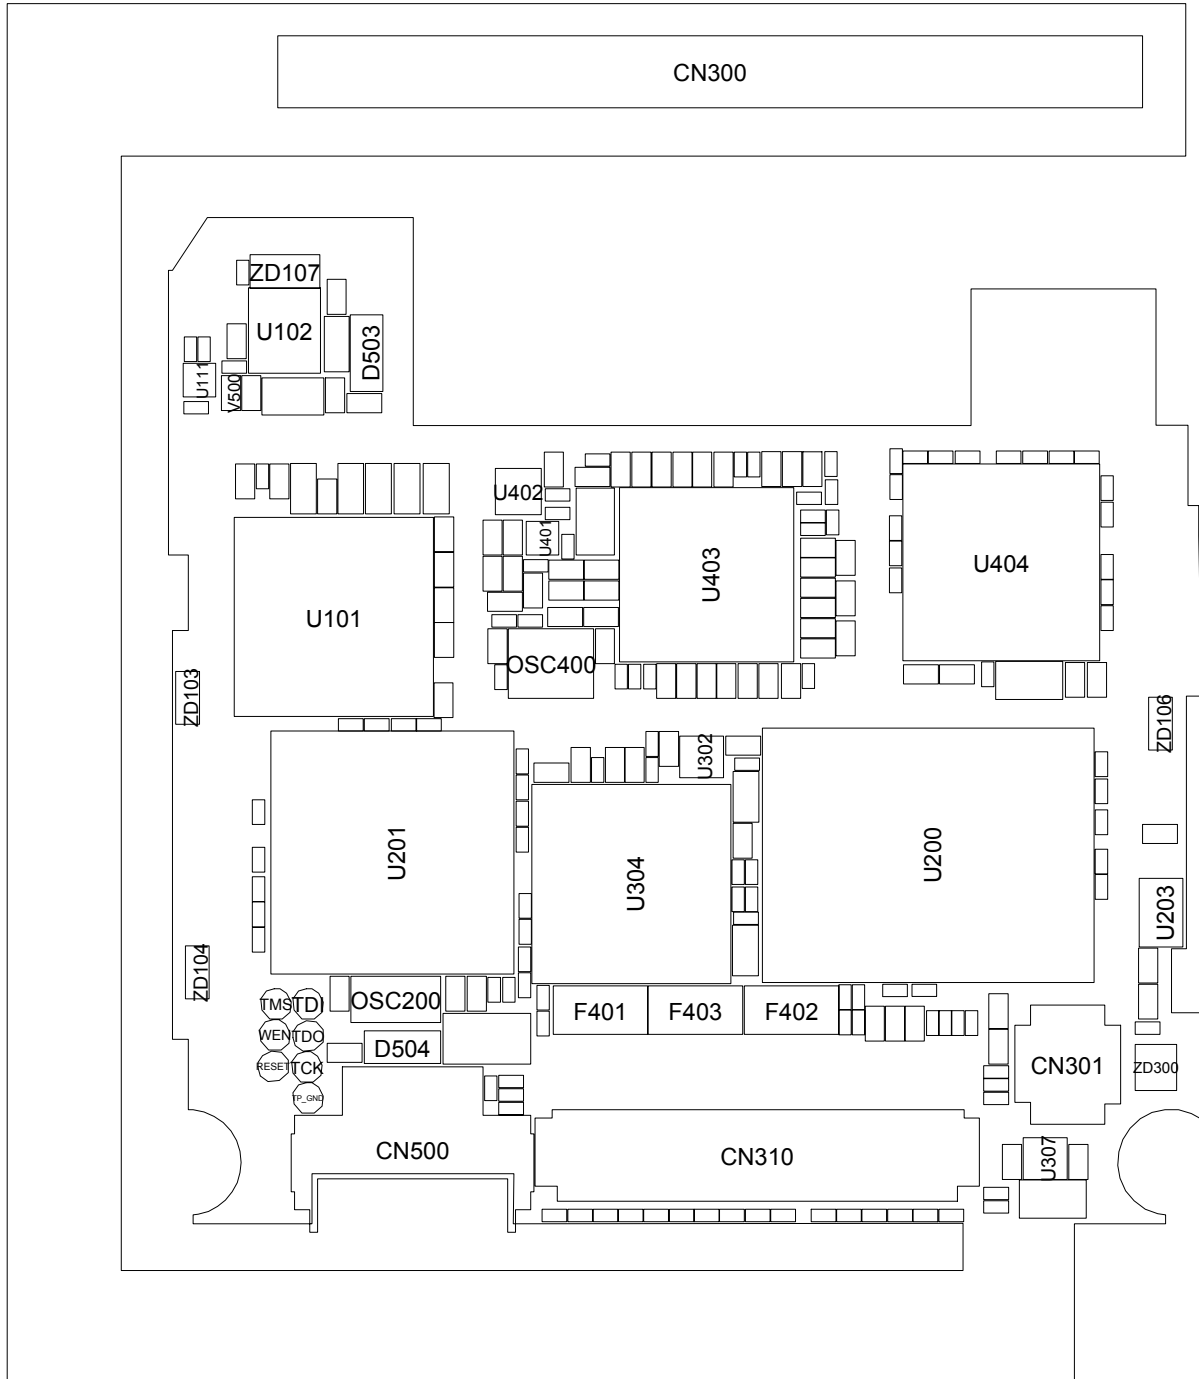 CN300
ZD107
U102
D503
U111
V500
U402
U401
U403
U404
U101
OSC400
ZD103
ZD106
U302
U201
U304
U200
U203
ZD104
OSC200
F401
F403
F402
TMS
TDI
WEN
TDO
D504
RESET
TCK
CN301
ZD300
TP_GND
CN500
CN310
U307